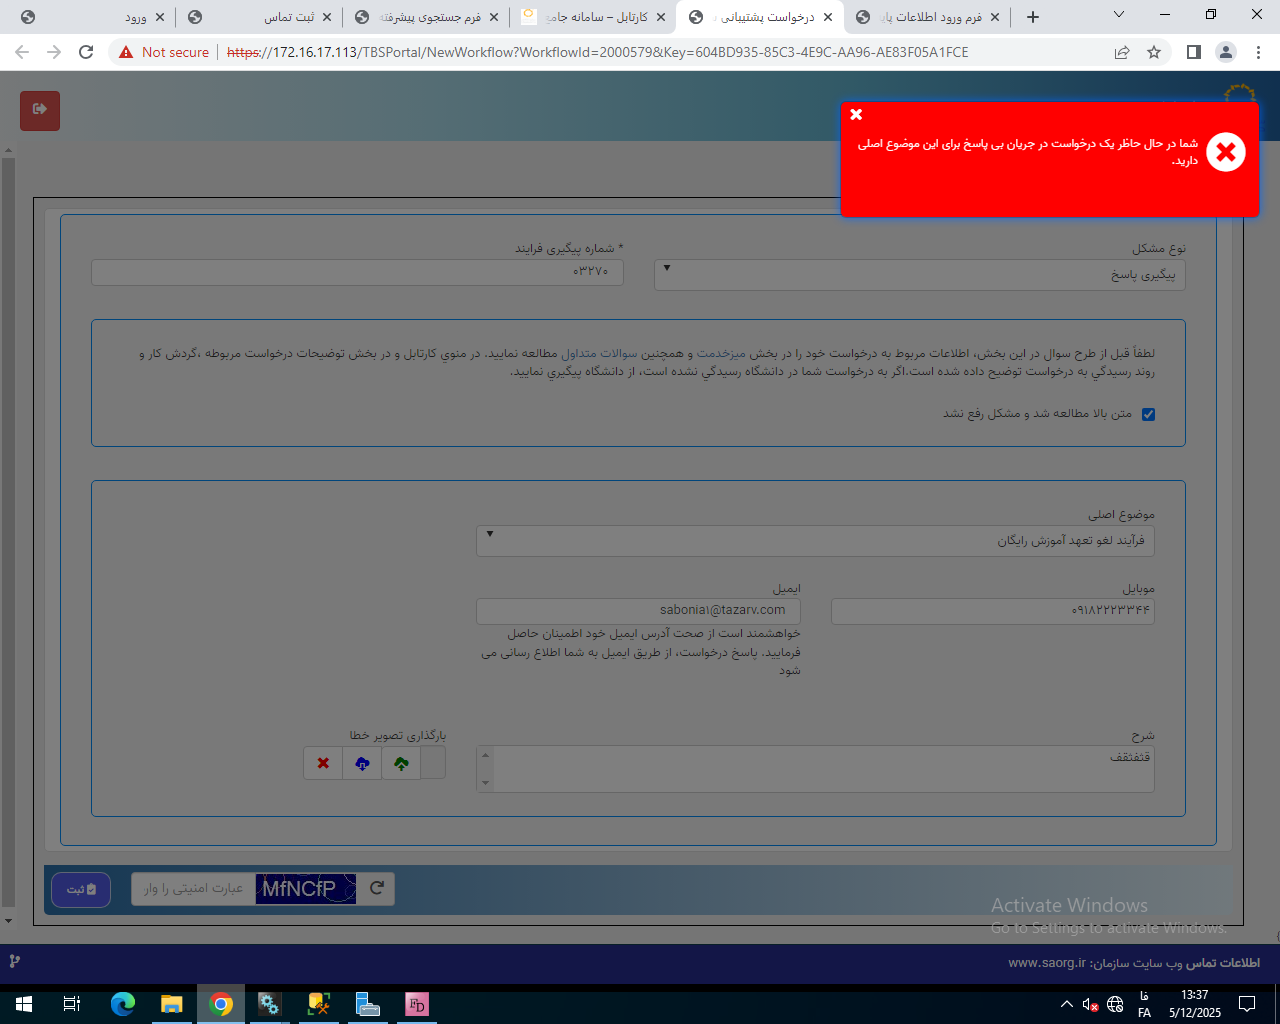 ورود
ثبت تماس
فرم جستجوی پیشرفته
کارتابل – سامانه جامع
درخواست پشتیبانی
فرم ورود اطلاعات پایه
Not secure
https://172.16.17.113/TBSPortal/NewWorkflow?WorkflowId=2000579&Key=604BD935-85C3-4E9C-AA96-AE83F05A1FCE
شما در حال حاظر یک درخواست در جریان بی پاسخ برای این موضوع اصلی
دارید.
نوع مشکل
پیگیری پاسخ
* شماره پیگیری فرایند
۰۳۲۷۰
لطفاً قبل از طرح سوال در این بخش، اطلاعات مربوط به درخواست خود را در بخش میزخدمت و همچنین سوالات متداول مطالعه نمایید. در منوي کارتابل و در بخش توضیحات درخواست مربوطه ،گردش کار و
روند رسیدگي به درخواست توضیح داده شده است.اگر به درخواست شما در دانشگاه رسیدگي نشده است، از دانشگاه پیگیري نمایید.
متن بالا مطالعه شد و مشکل رفع نشد
موضوع اصلی
فرآیند لغو تعهد آموزش رایگان
موبایل
۰۹۱۸۲۲۲۳۳۴۴
ایمیل
sabonia۱@tazarv.com
خواهشمند است از صحت آدرس ایمیل خود اطمینان حاصل
فرمایید. پاسخ درخواست، از طریق ایمیل به شما اطلاع رسانی می
شود
شرح
قثفثقف
بارگذاری تصویر خطا
ثبت
عبارت امنیتی را وار
MfNCfP
Activate Windows
Go to Settings to activate Windows.
اطلاعات تماس وب سایت سازمان: www.saorg.ir
FD
فا
FA
13:37
5/12/2025